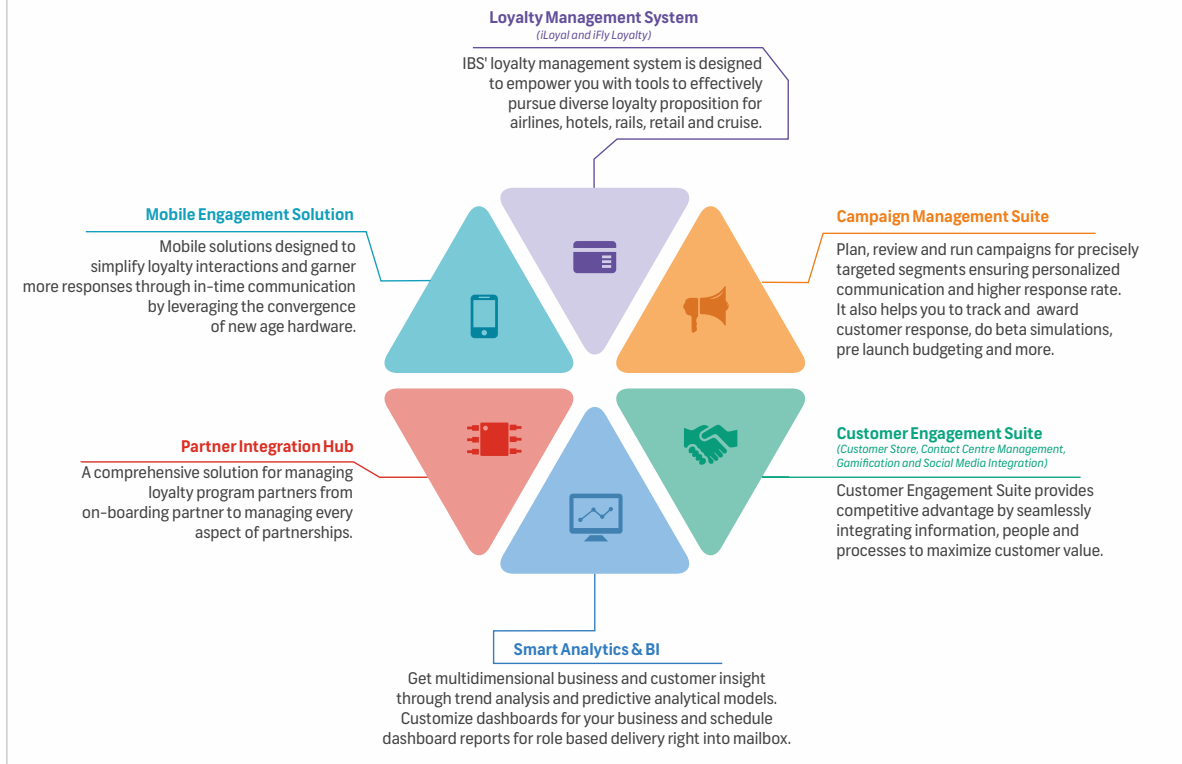 Loyalty Management System
(iLoyal and iFly Loyalty)
IBS' loyalty management system is designed
to empower you with tools to effectively
pursue diverse loyalty proposition for
airlines, hotels, rails, retail and cruise.
Mobile Engagement Solution
Mobile solutions designed to
simplify loyalty interactions and garner
more responses through in-time communication
by leveraging the convergence
of new age hardware.
Campaign Management Suite
Plan, review and run campaigns for precisely
targeted segments ensuring personalized
communication and higher response rate.
It also helps you to track and award
customer response, do beta simulations,
pre launch budgeting and more.
Partner Integration Hub
A comprehensive solution for managing
loyalty program partners from
on-boarding partner to managing every
aspect of partnerships.
Customer Engagement Suite
(Customer Store, Contact Centre Management,
Gamification and Social Media Integration)
Customer Engagement Suite provides
competitive advantage by seamlessly
integrating information, people and
processes to maximize customer value.
Smart Analytics & BI
Get multidimensional business and customer insight
through trend analysis and predictive analytical models.
Customize dashboards for your business and schedule
dashboard reports for role based delivery right into mailbox.